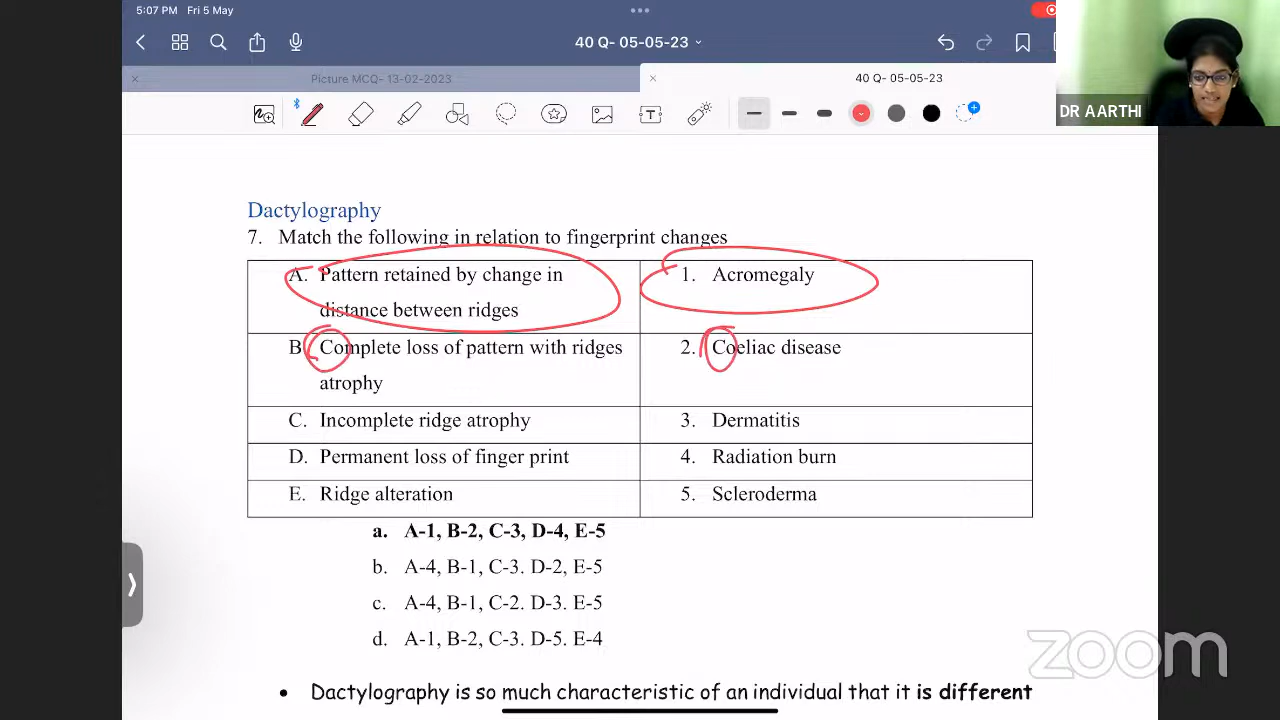 5:07 PM Fri 5 May
40 Q- 05-05-23
Picture MCQ- 13-02-2023
40 Q- 05-05-23
DR AARTHI
Dactylography
7. Match the following in relation to fingerprint changes
A. Pattern retained by change in distance between ridges
1. Acromegaly
B. Complete loss of pattern with ridges atrophy
2. Coeliac disease
C. Incomplete ridge atrophy
3. Dermatitis
D. Permanent loss of finger print
4. Radiation burn
E. Ridge alteration
5. Scleroderma
a. A-1, B-2, C-3, D-4, E-5
b. A-4, B-1, C-3. D-2, E-5
c. A-4, B-1, C-2. D-3. E-5
d. A-1, B-2, C-3. D-5. E-4
• Dactylography is so much characteristic of an individual that it is different
zoom